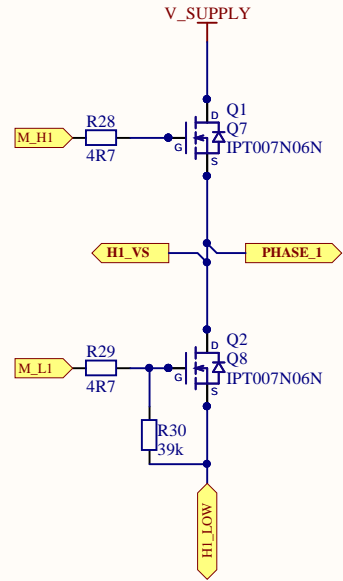 V_SUPPLY
D
Q1
R28
Q7
M_H1
G
IPT007N06N
4R7
S
H1_VS
PHASE_1
D
Q2
R29
Q8
M_L1
G
IPT007N06N
4R7
S
R30
39k
H1_LOW